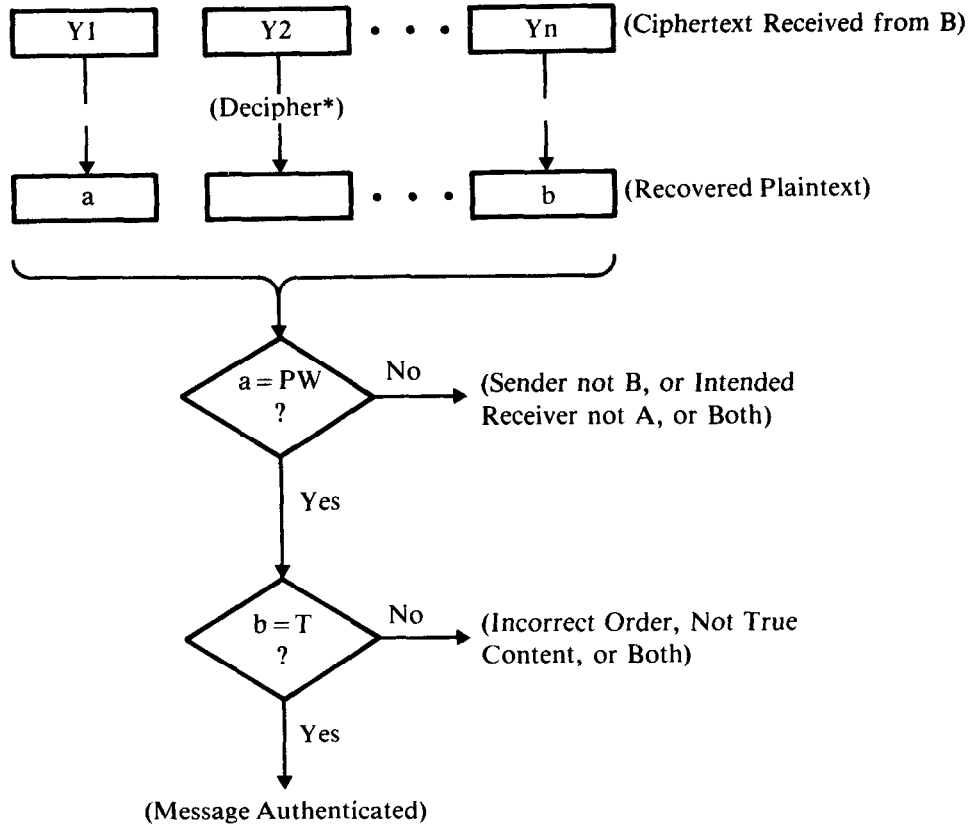 Y1 Y2 • • • Yn (Ciphertext Received from B)
(Decipher*)
a • • • b (Recovered Plaintext)
a = PW
?
No
(Sender not B, or Intended
Receiver not A, or Both)
Yes
b = T
?
No
(Incorrect Order, Not True
Content, or Both)
Yes
(Message Authenticated)